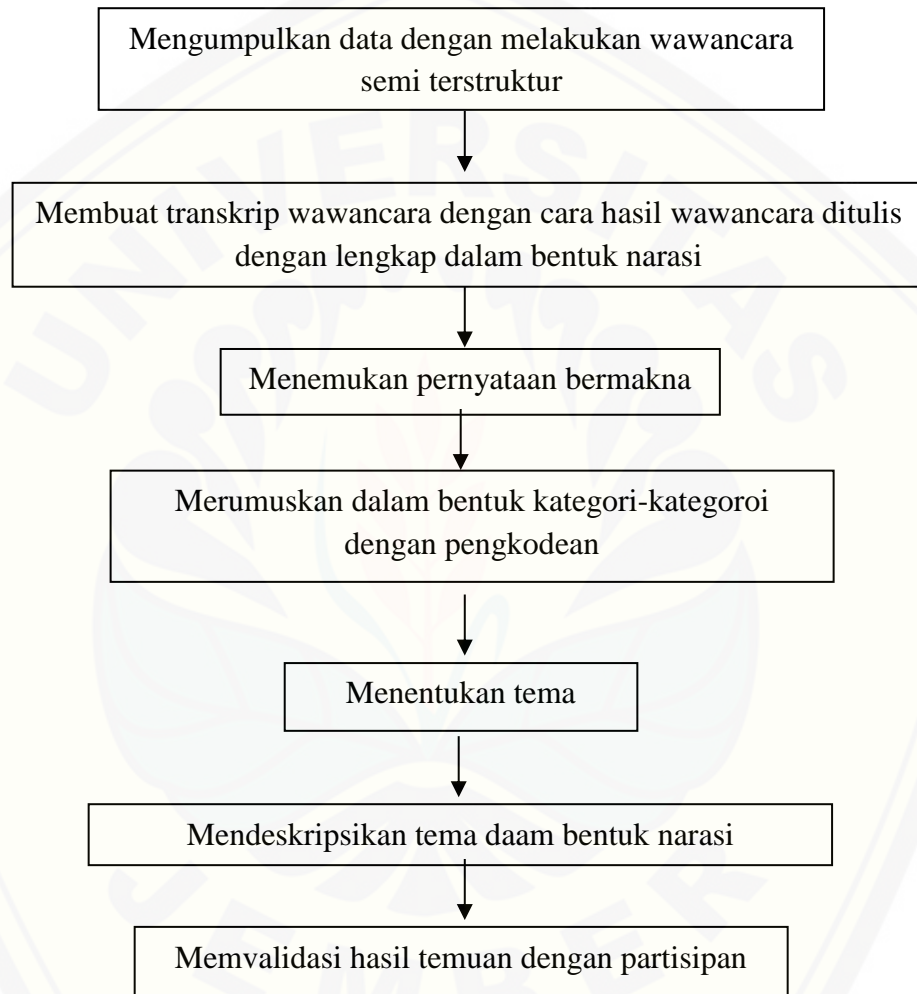 Mengumpulkan data dengan melakukan wawancara
semi terstruktur
Membuat transkrip wawancara dengan cara hasil wawancara ditulis
dengan lengkap dalam bentuk narasi
Menemukan pernyataan bermakna
Merumuskan dalam bentuk kategori-kategoroi
dengan pengkodean
Menentukan tema
Mendeskripsikan tema daam bentuk narasi
Memvalidasi hasil temuan dengan partisipan
UNIVERSITAS
JEMBER